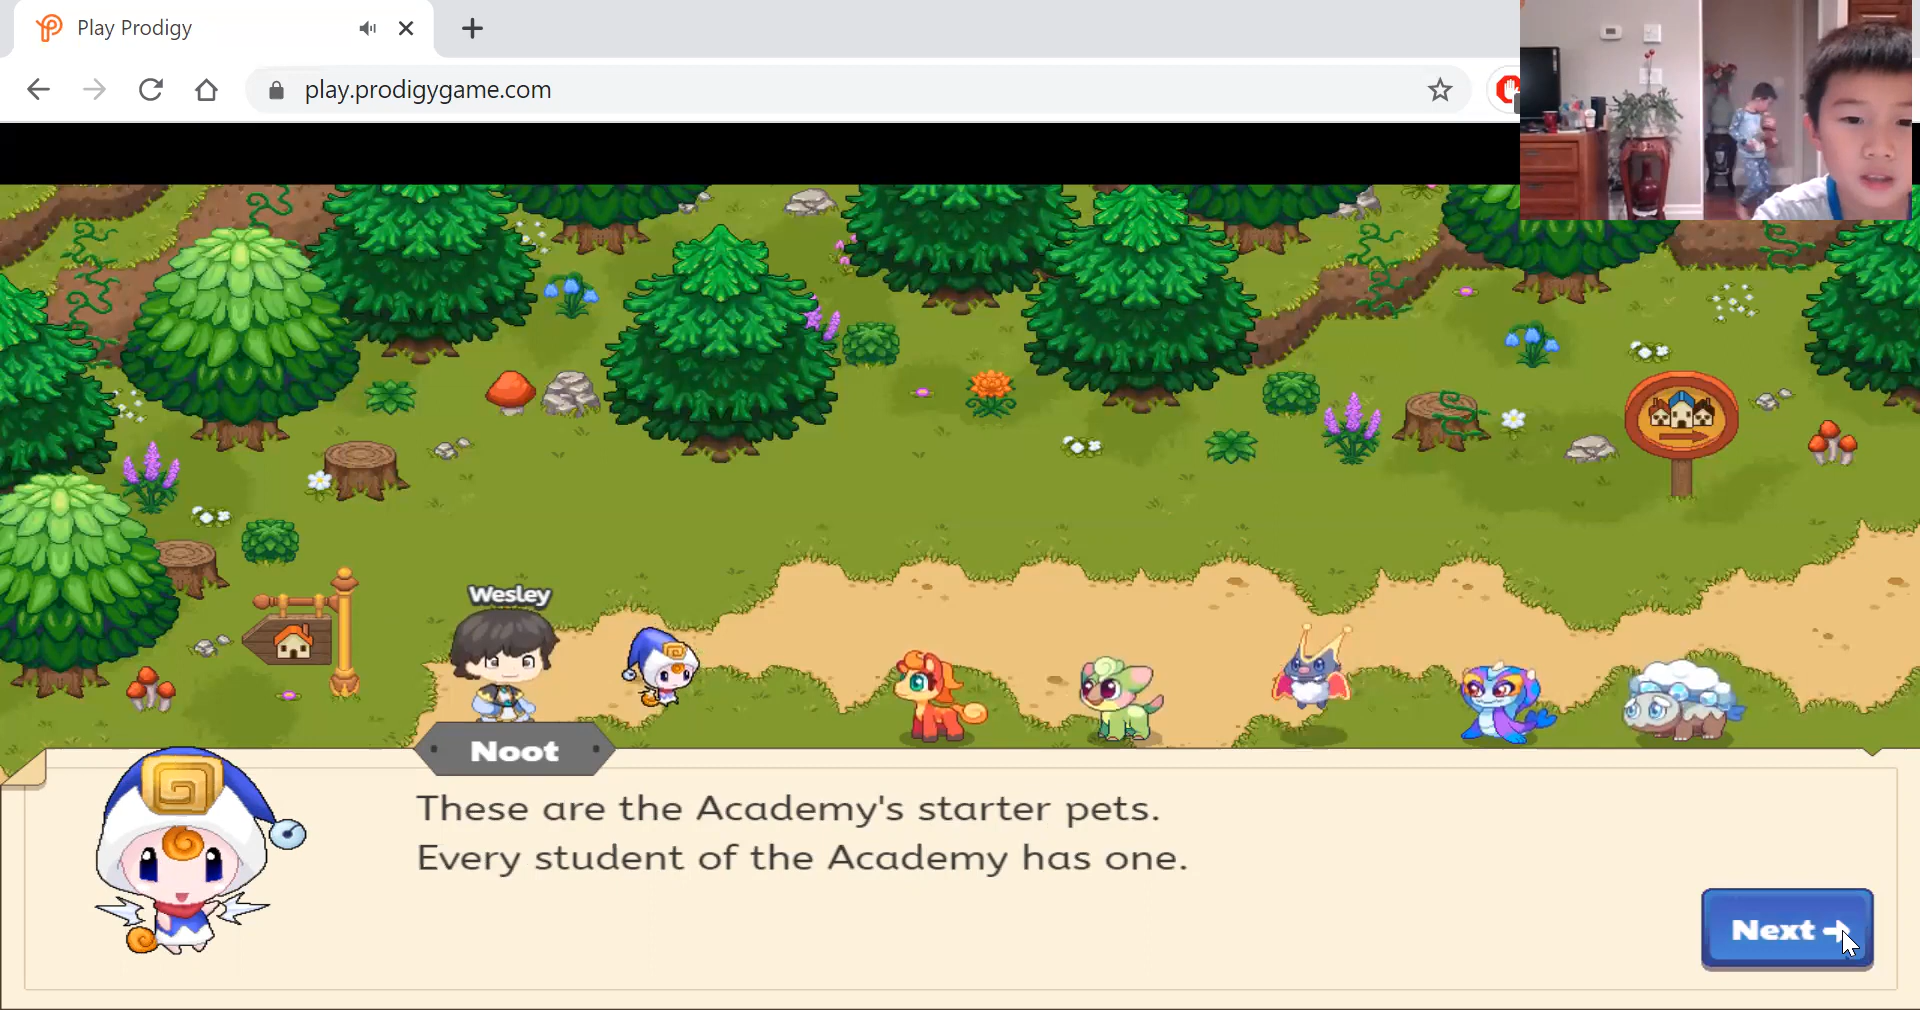 Play Prodigy
play.prodigygame.com
Wesley
Noot
These are the Academy's starter pets.
Every student of the Academy has one.
Next